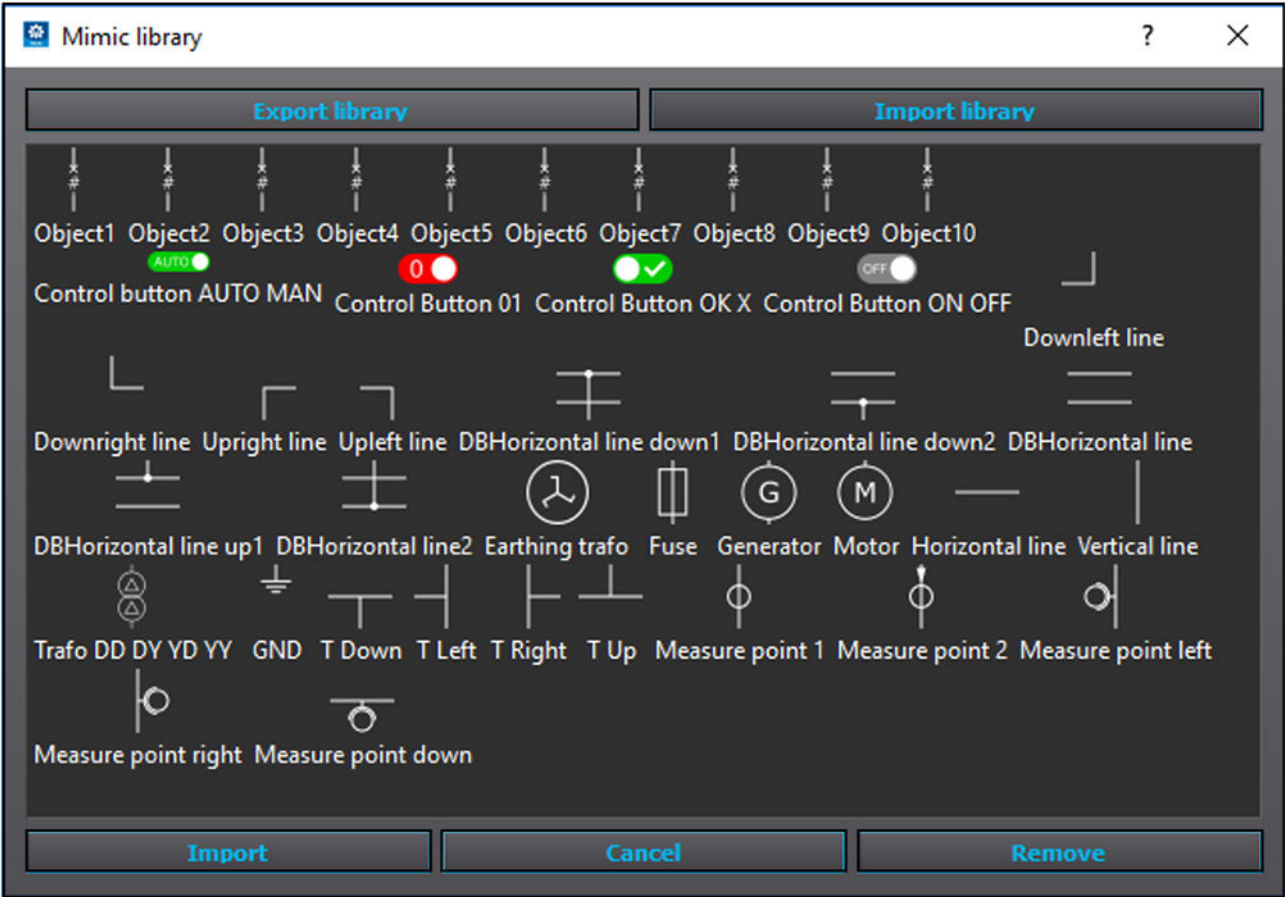 Mimic library ?
Export library Import library
Object1 Object2 Object3 Object4 Object5 Object6 Object7 Object8 Object9 Object10
AUTO 0 OFF
Control button AUTO MAN Control Button 01 Control Button OK X Control Button ON OFF
Downleft line
Downright line Upright line Upleft line DBHorizontal line down1 DBHorizontal line down2 DBHorizontal line
G M
DBHorizontal line up1 DBHorizontal line2 Earthing trafo Fuse Generator Motor Horizontal line Vertical line
Trafo DD DY YD YY GND T Down T Left T Right T Up Measure point 1 Measure point 2 Measure point left
Measure point right Measure point down
Import Cancel Remove